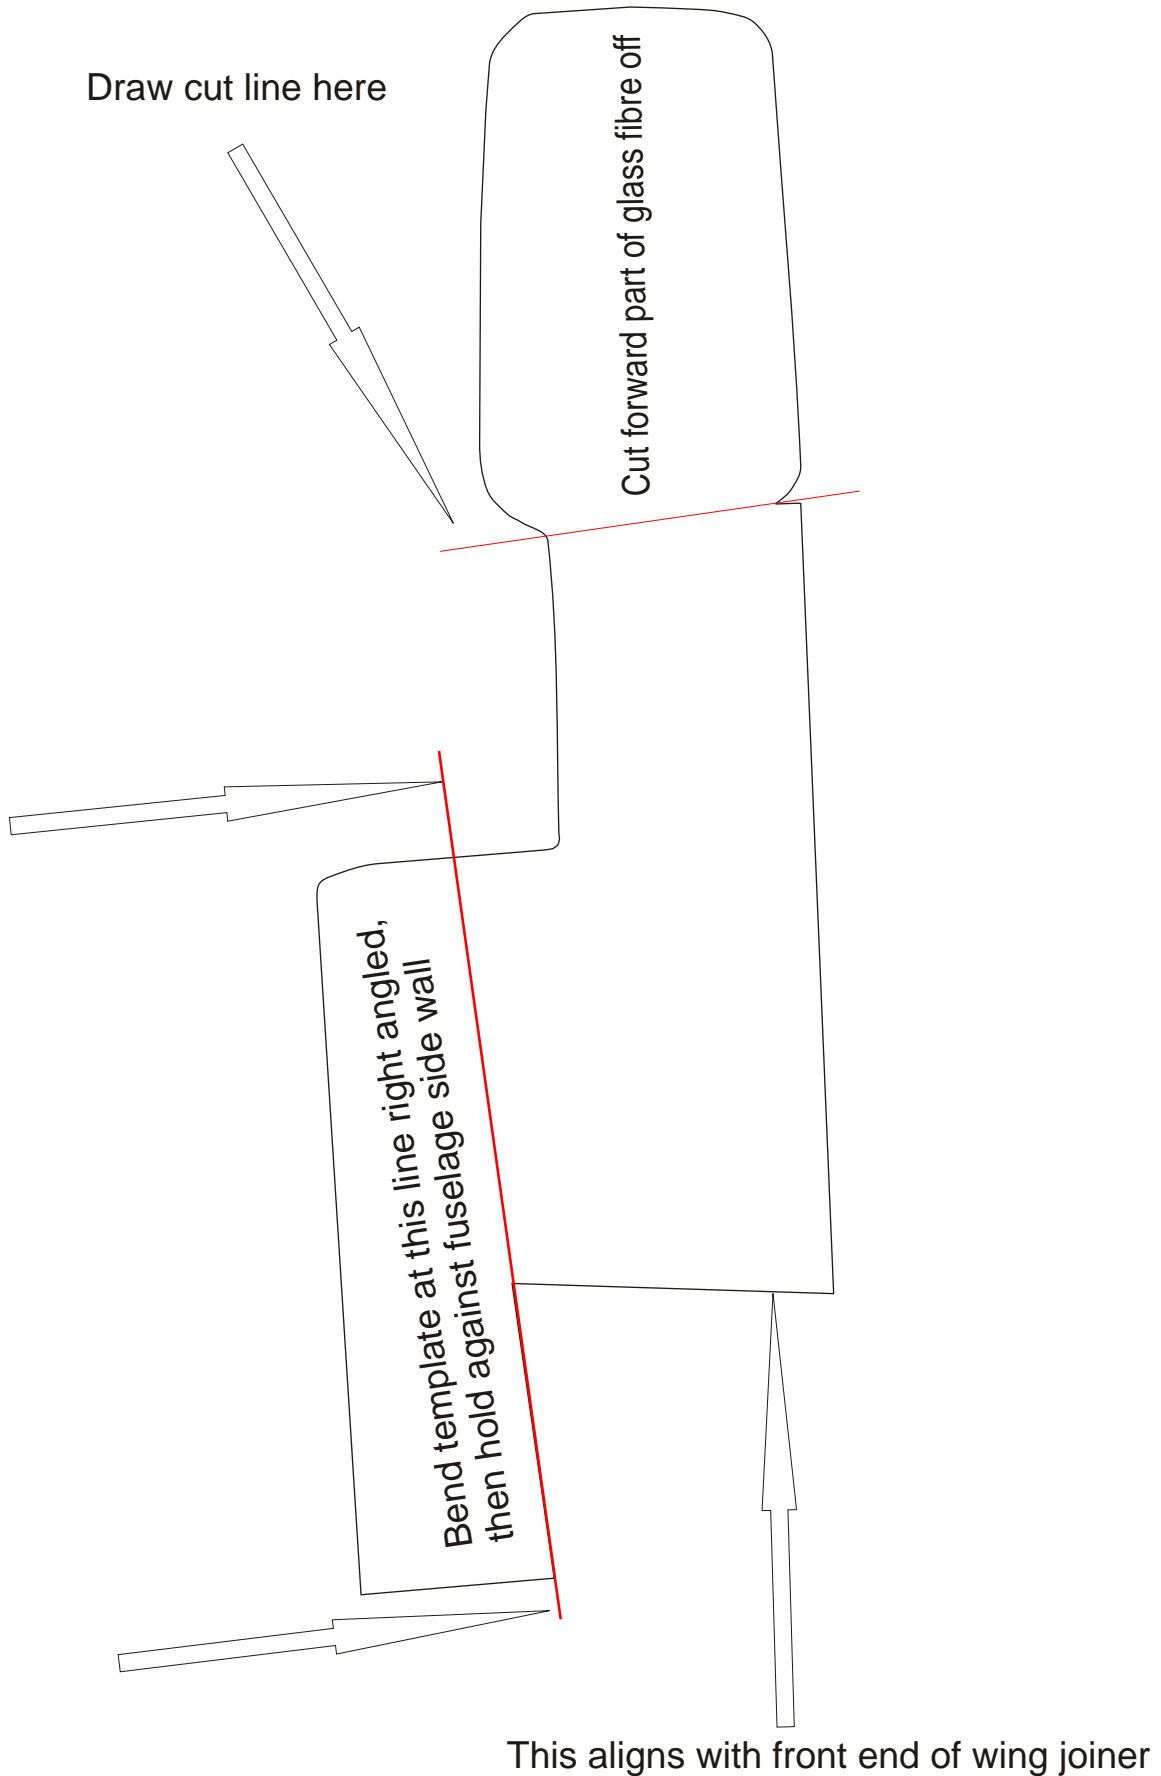 Draw cut line here
Cut forward part of glass fibre off
Bend template at this line right angled,
then hold against fuselage side wall
This aligns with front end of wing joiner